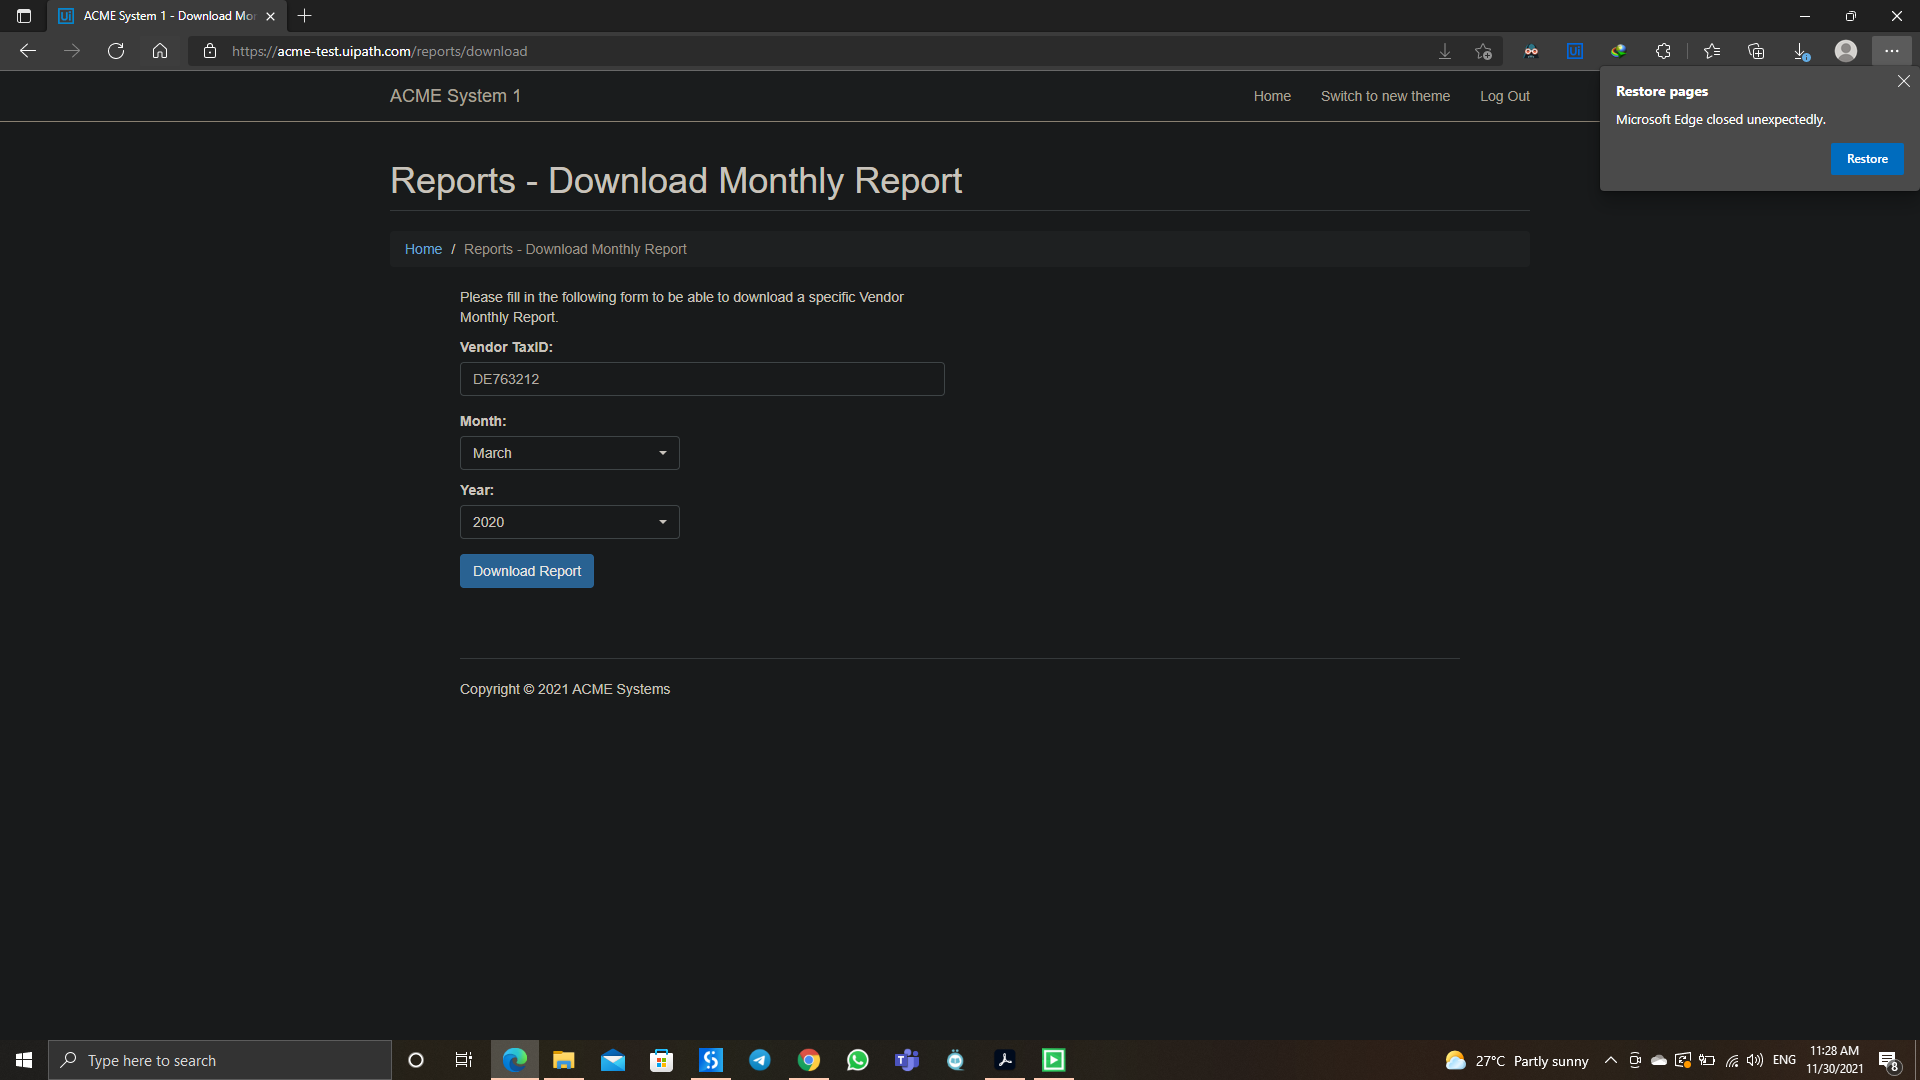 ACME System 1 - Download Mon
https://acme-test.uipath.com/reports/download
ACME System 1
Home Switch to new theme Log Out
Restore pages
Microsoft Edge closed unexpectedly.
Restore
Reports - Download Monthly Report
Home / Reports - Download Monthly Report
Please fill in the following form to be able to download a specific Vendor
Monthly Report.
Vendor TaxID:
DE763212
Month:
March
Year:
2020
Download Report
Copyright © 2021 ACME Systems
Type here to search
27°C Partly sunny
ENG
11:28 AM
11/30/2021
8